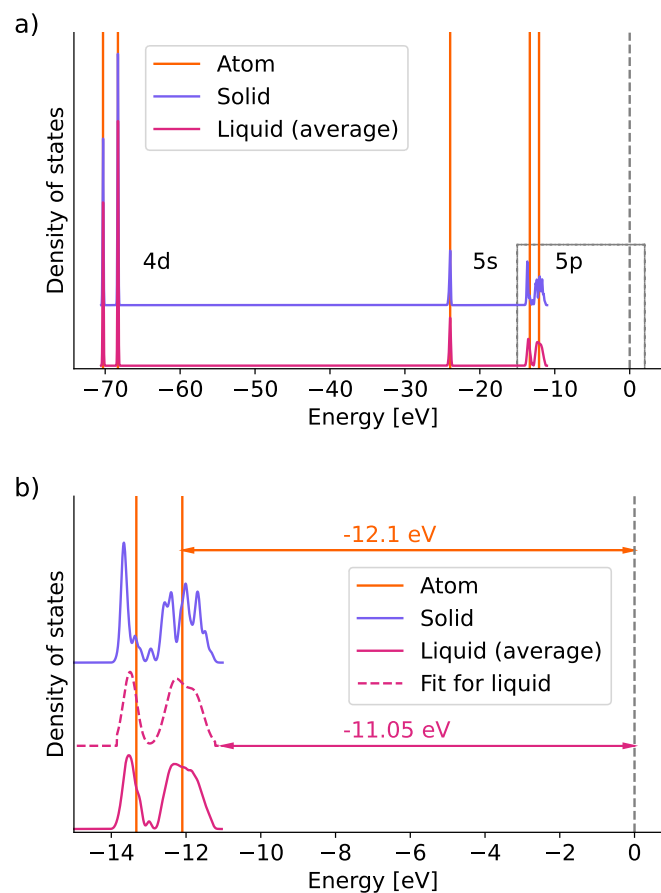 a)
Density of states
Atom
Solid
Liquid (average)
4d
5s
5p
−70
−60
−50
−40
−30
−20
−10
0
Energy [eV]
b)
Density of states
-12.1 eV
Atom
Solid
Liquid (average)
Fit for liquid
-11.05 eV
−14
−12
−10
−8
−6
−4
−2
0
Energy [eV]